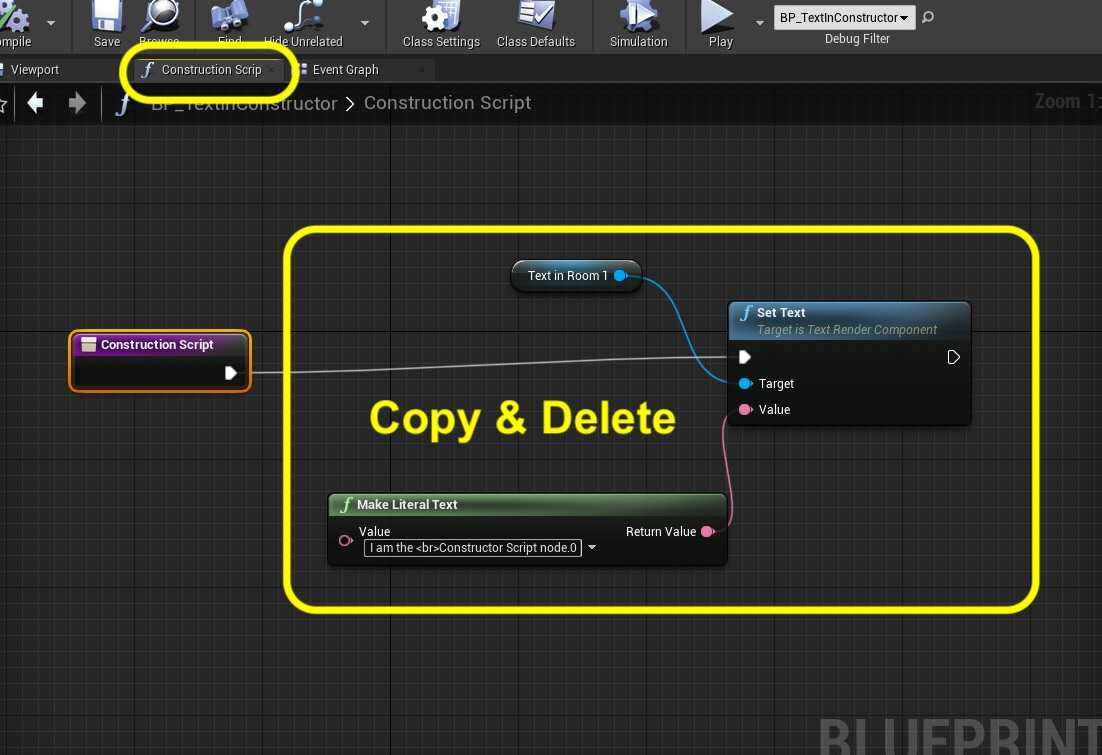 Save
Find
Hide Unrelated
Class Settings
Class Defaults
Simulation
Play
BP_TextInConstructor
Debug Filter
Viewport
Construction Scrip
Event Graph
BP_TextInConstructor > Construction Script
Zoom 1:
Text in Room 1
Set Text
Target is Text Render Component
Construction Script
Target
Value
Copy & Delete
Make Literal Text
Value
Return Value
I am the <br>Constructor Script node.0
BLUEPRINT